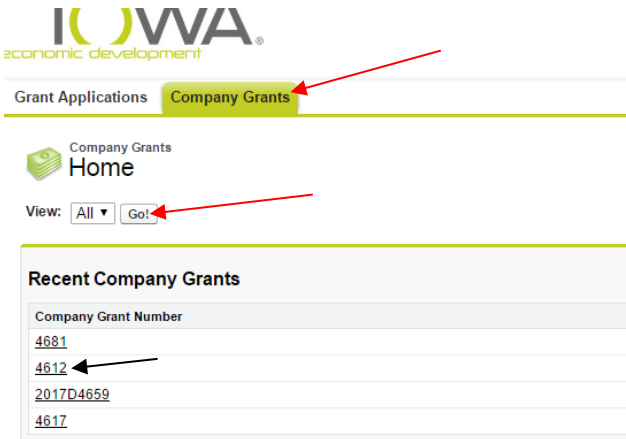 IOWA®
economic development
Grant Applications Company Grants
Company Grants
Home
View: All Go!
Recent Company Grants
Company Grant Number
4681
4612
2017D4659
4617